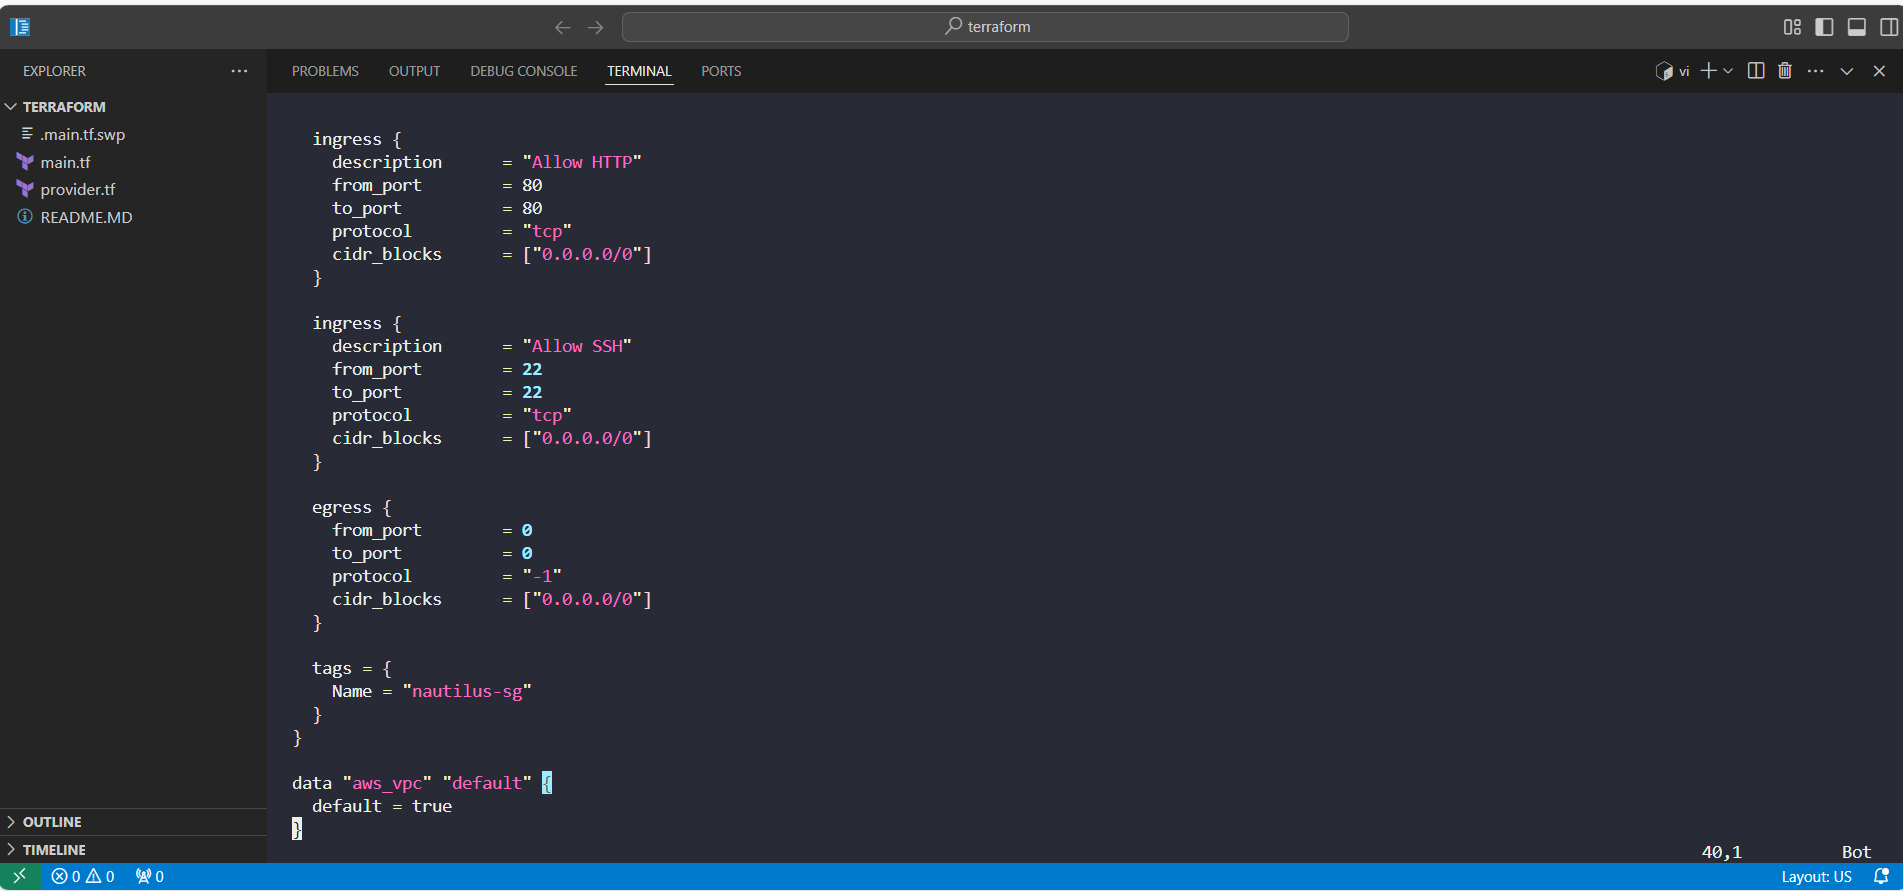 terraform
EXPLORER
PROBLEMS OUTPUT DEBUG CONSOLE TERMINAL PORTS
vi
TERRAFORM
.main.tf.swp
main.tf
provider.tf
README.MD
ingress {
description = "Allow HTTP"
from_port = 80
to_port = 80
protocol = "tcp"
cidr_blocks = ["0.0.0.0/0"]
}
ingress {
description = "Allow SSH"
from_port = 22
to_port = 22
protocol = "tcp"
cidr_blocks = ["0.0.0.0/0"]
}
egress {
from_port = 0
to_port = 0
protocol = "-1"
cidr_blocks = ["0.0.0.0/0"]
}
tags = {
Name = "nautilus-sg"
}
}
data "aws_vpc" "default" {
default = true
}
40,1 Bot
OUTLINE
TIMELINE
0 0 0
Layout: US